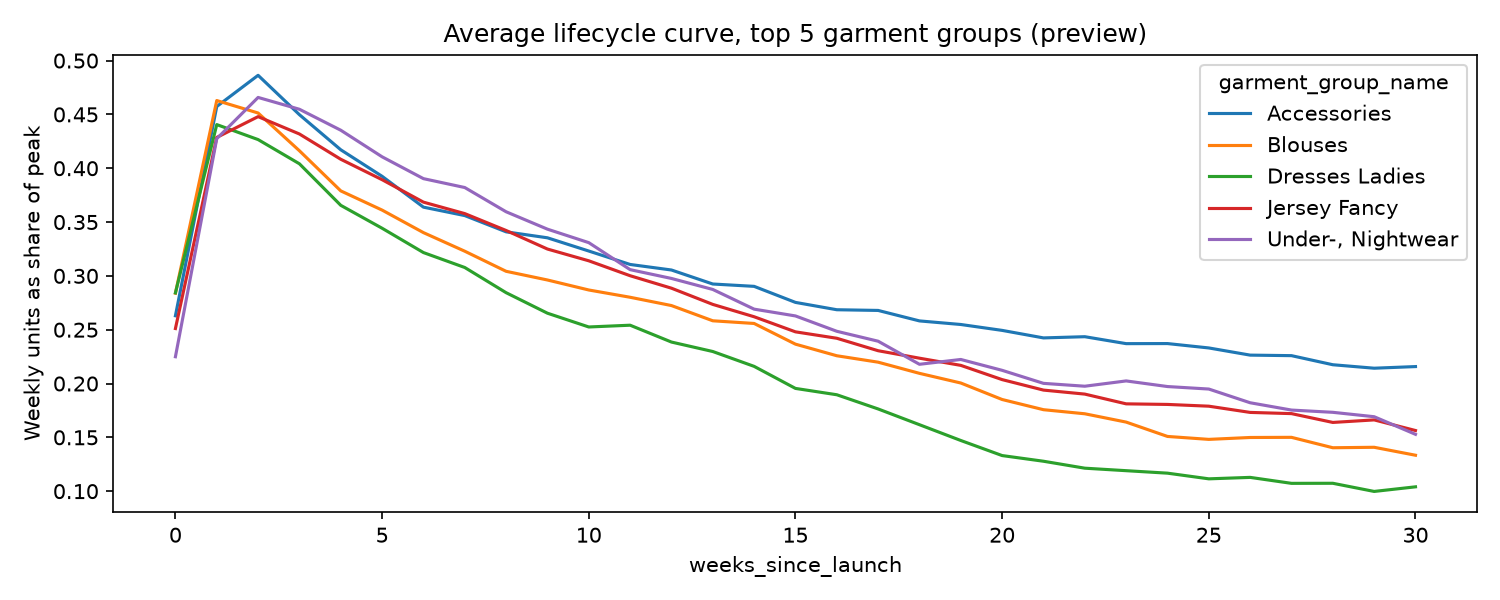 Average lifecycle curve, top 5 garment groups (preview)
Weekly units as share of peak
0.50
0.45
0.40
0.35
0.30
0.25
0.20
0.15
0.10
garment_group_name
Accessories
Blouses
Dresses Ladies
Jersey Fancy
Under-, Nightwear
0 5 10 15 20 25 30
weeks_since_launch